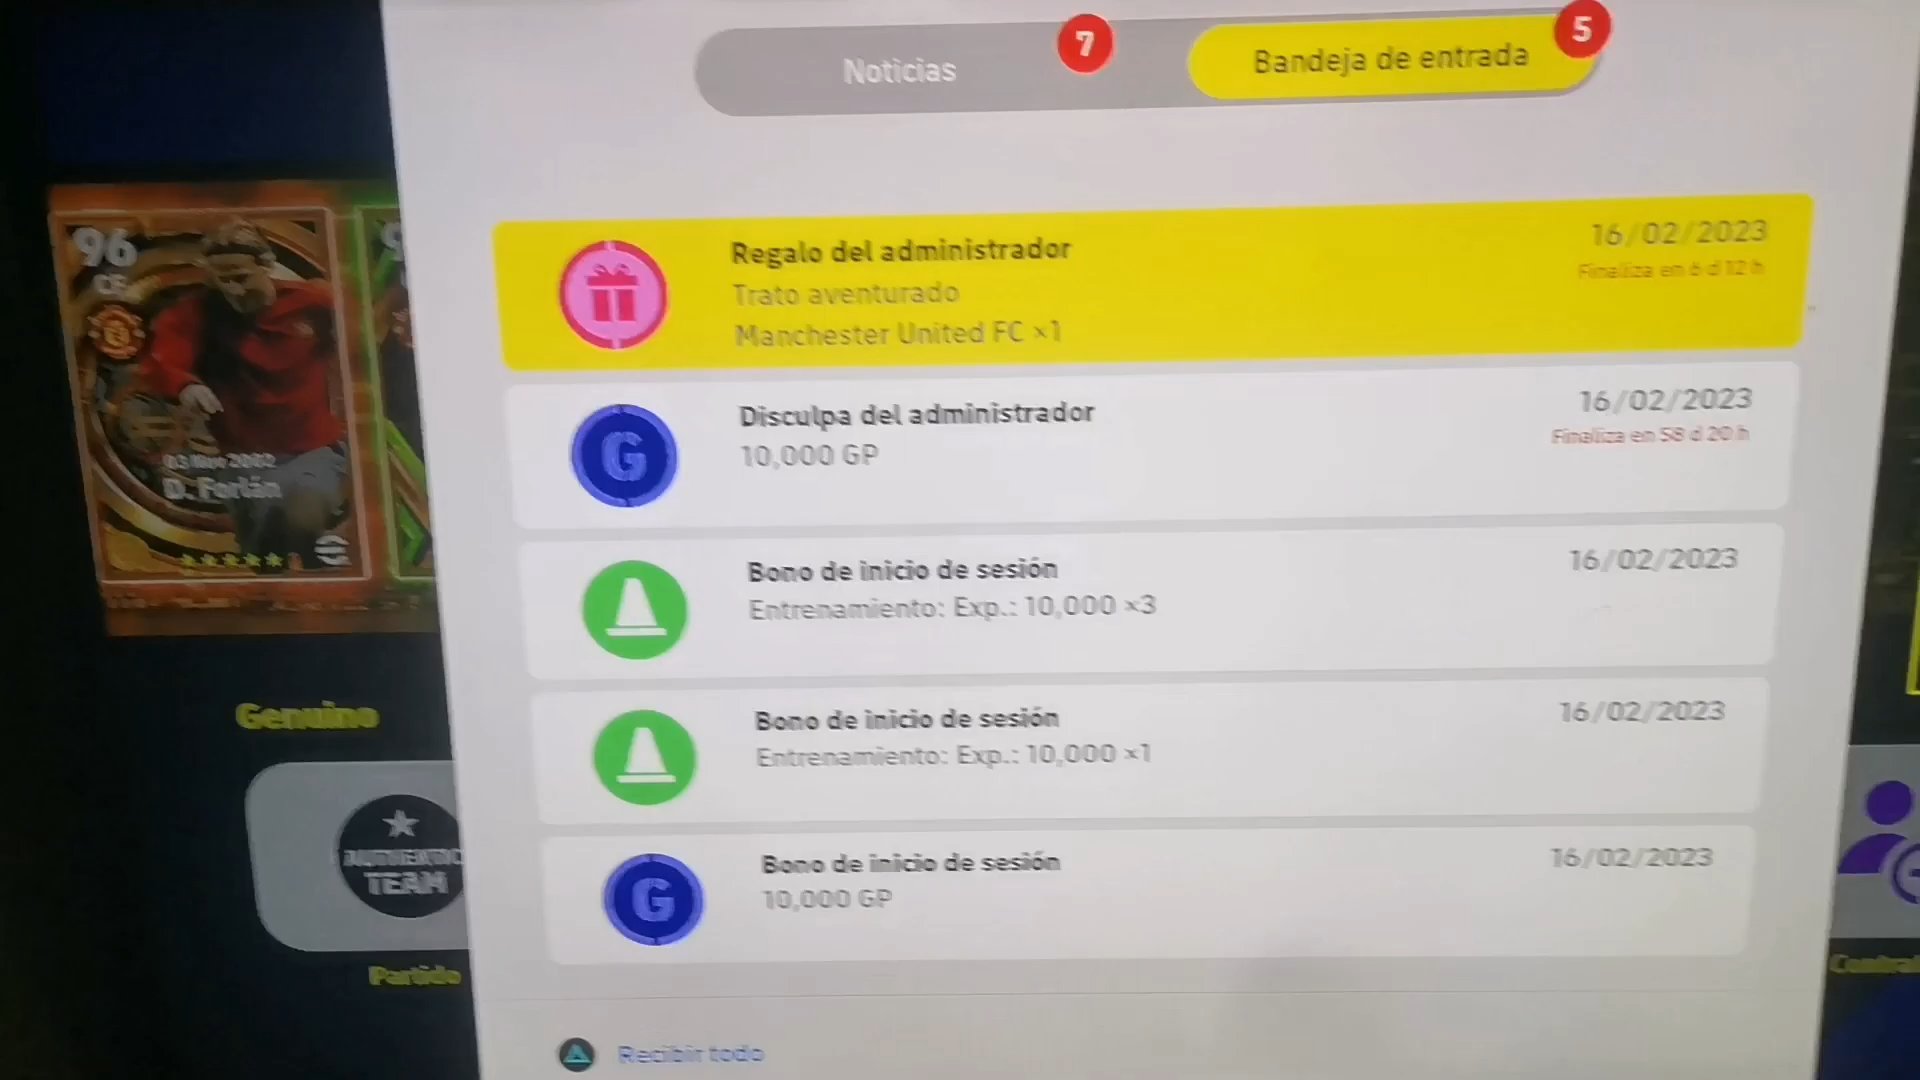 Noticias
7
Bandeja de entrada
5
Regalo del administrador
Trato aventurado
Manchester United FC ×1
16/02/2023
Finaliza en 6 d 12 h
Disculpa del administrador
10,000 GP
16/02/2023
Finaliza en 58 d 20 h
Bono de inicio de sesión
Entrenamiento: Exp.: 10,000 ×3
16/02/2023
Bono de inicio de sesión
Entrenamiento: Exp.: 10,000 ×1
16/02/2023
Bono de inicio de sesión
10,000 GP
16/02/2023
Recibir todo
96
CF
2002
D. Forlán
Genuino
AUTHENTIC
TEAM
Partido